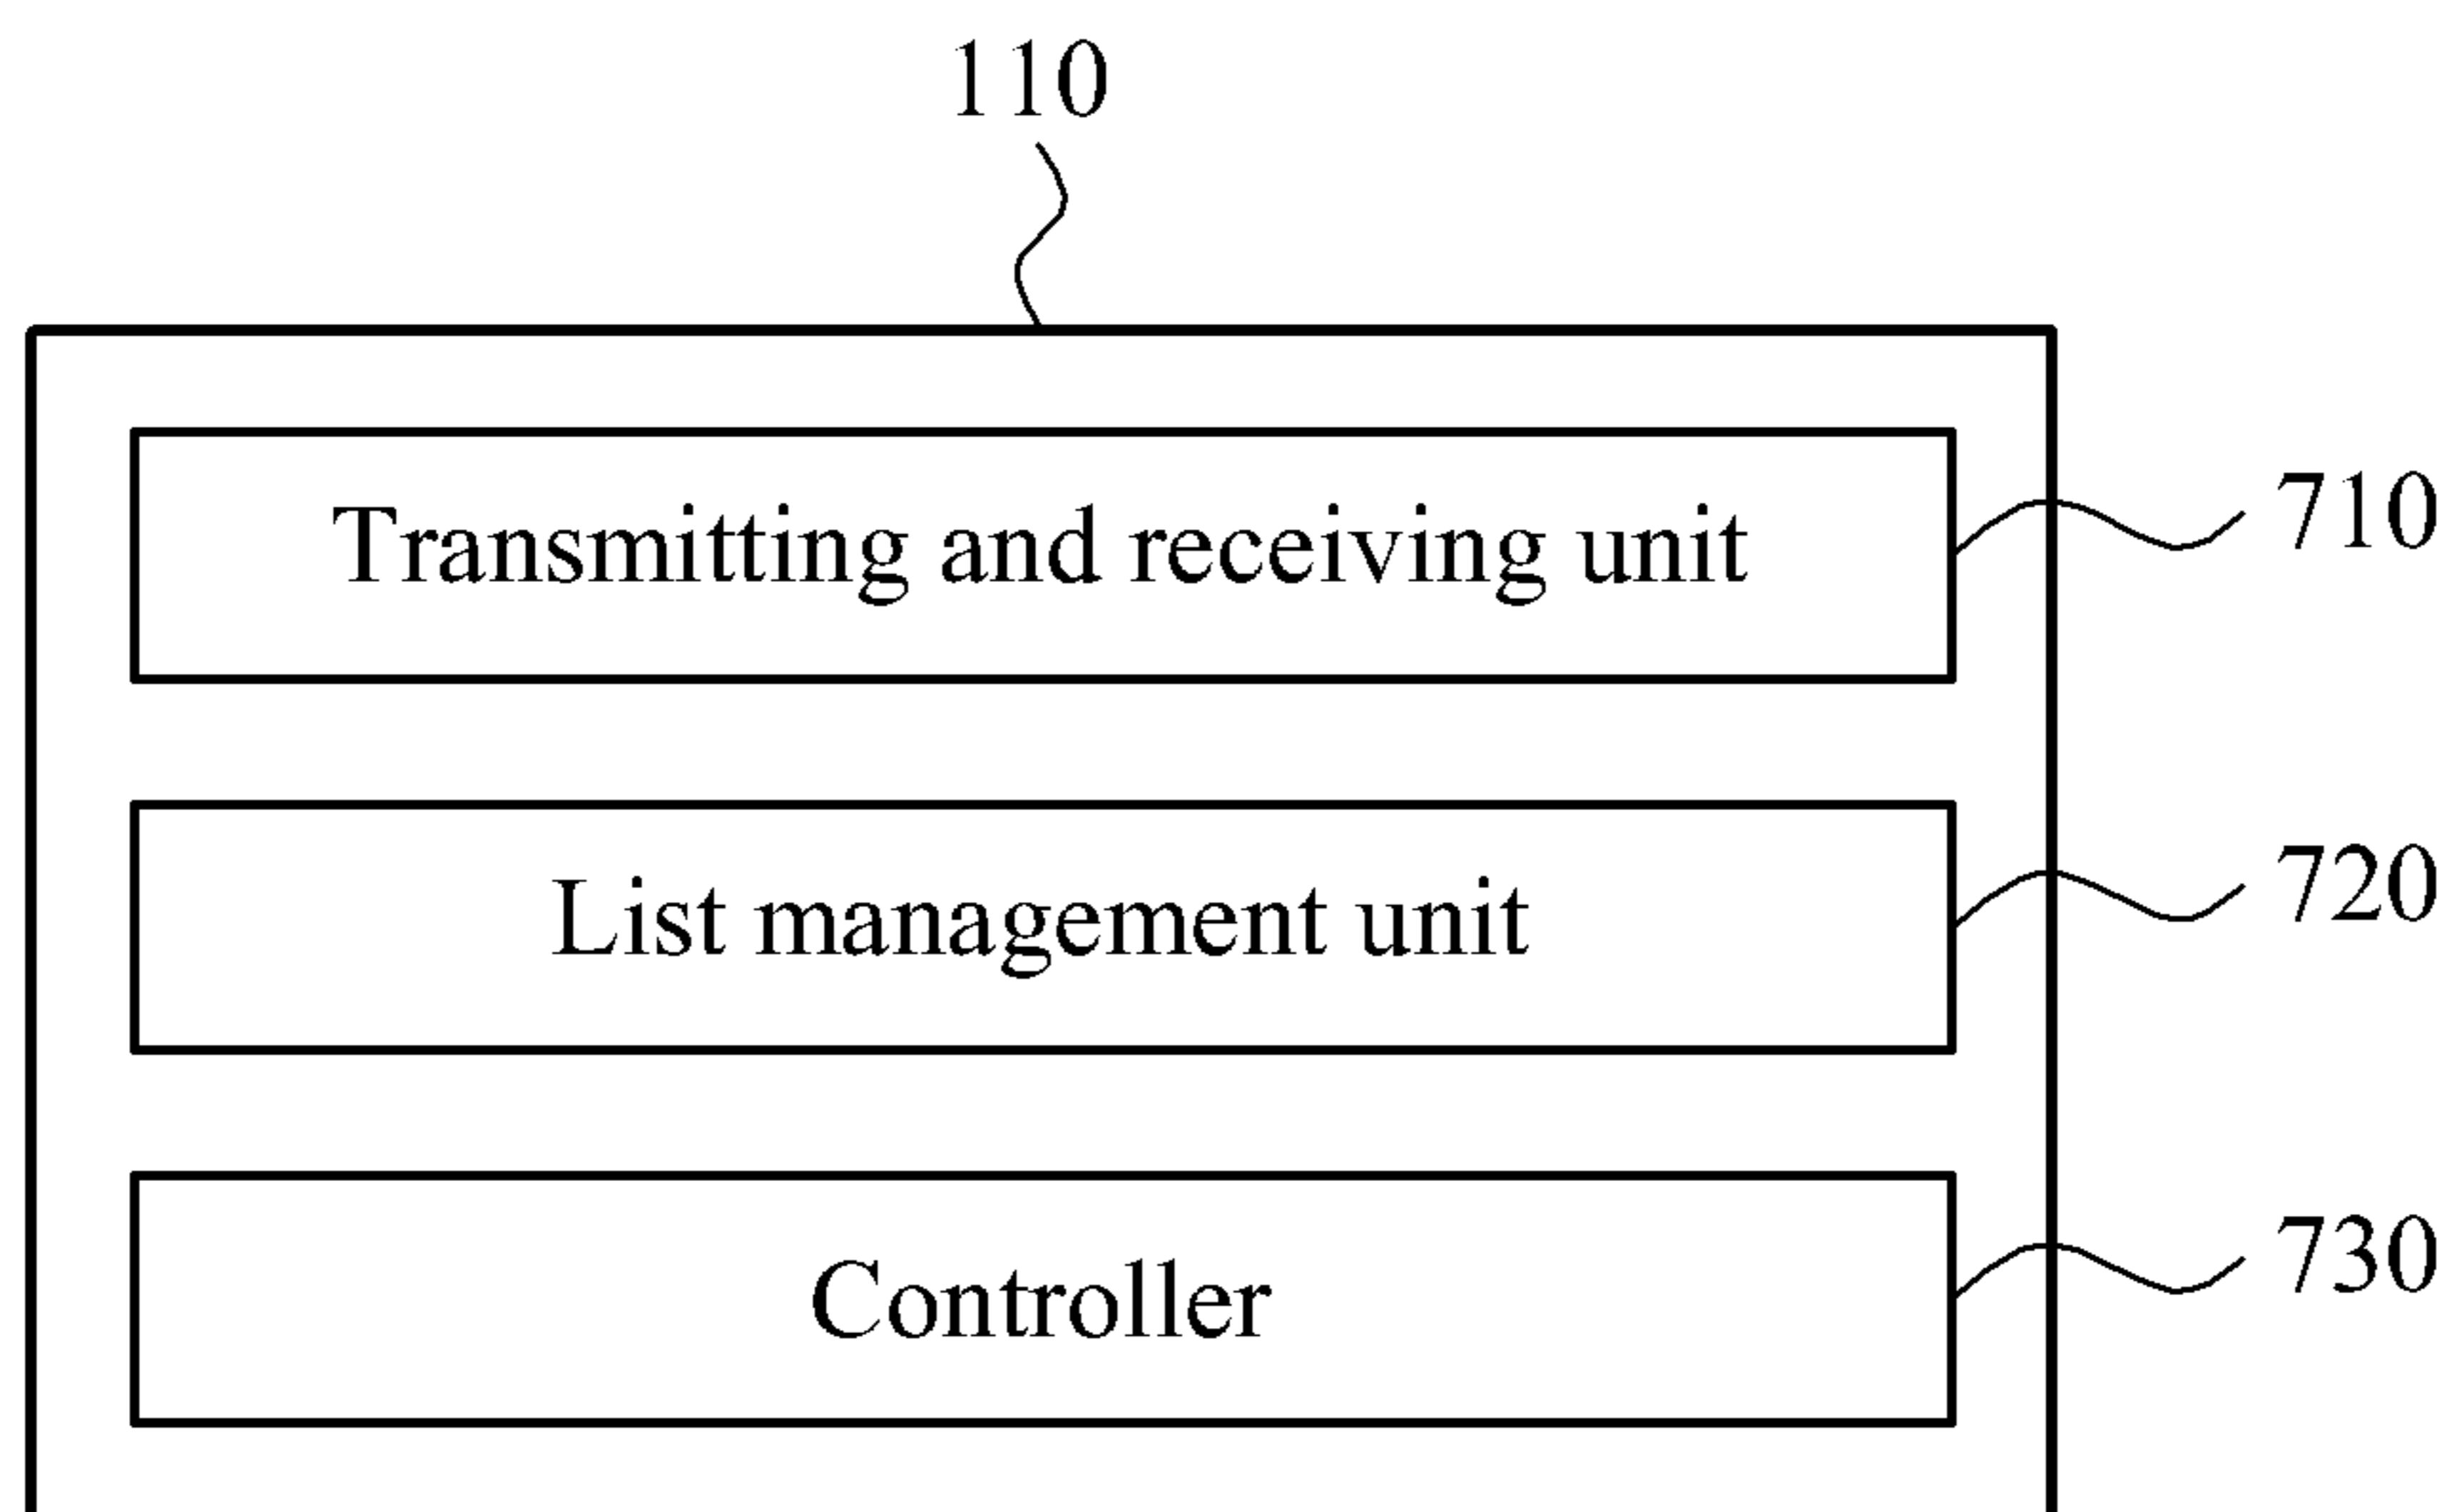 110
Transmitting and receiving unit
710
List management unit
720
Controller
730